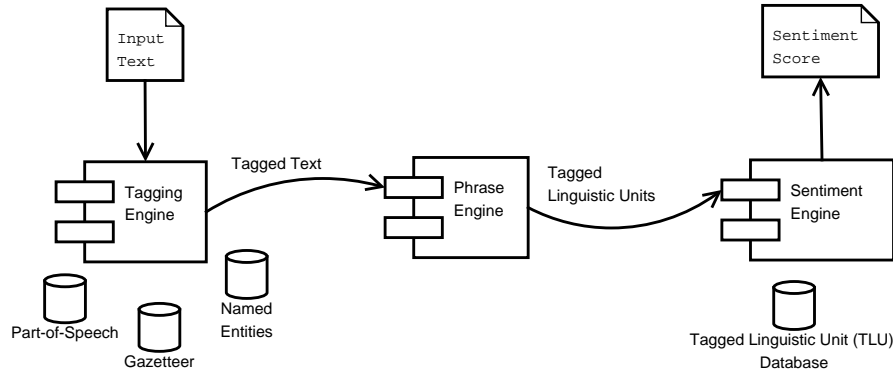 Input
Text
Sentiment
Score
Tagged Text
Tagged
Linguistic Units
Tagging
Engine
Phrase
Engine
Sentiment
Engine
Part-of-Speech
Gazetteer
Named
Entities
Tagged Linguistic Unit (TLU)
Database